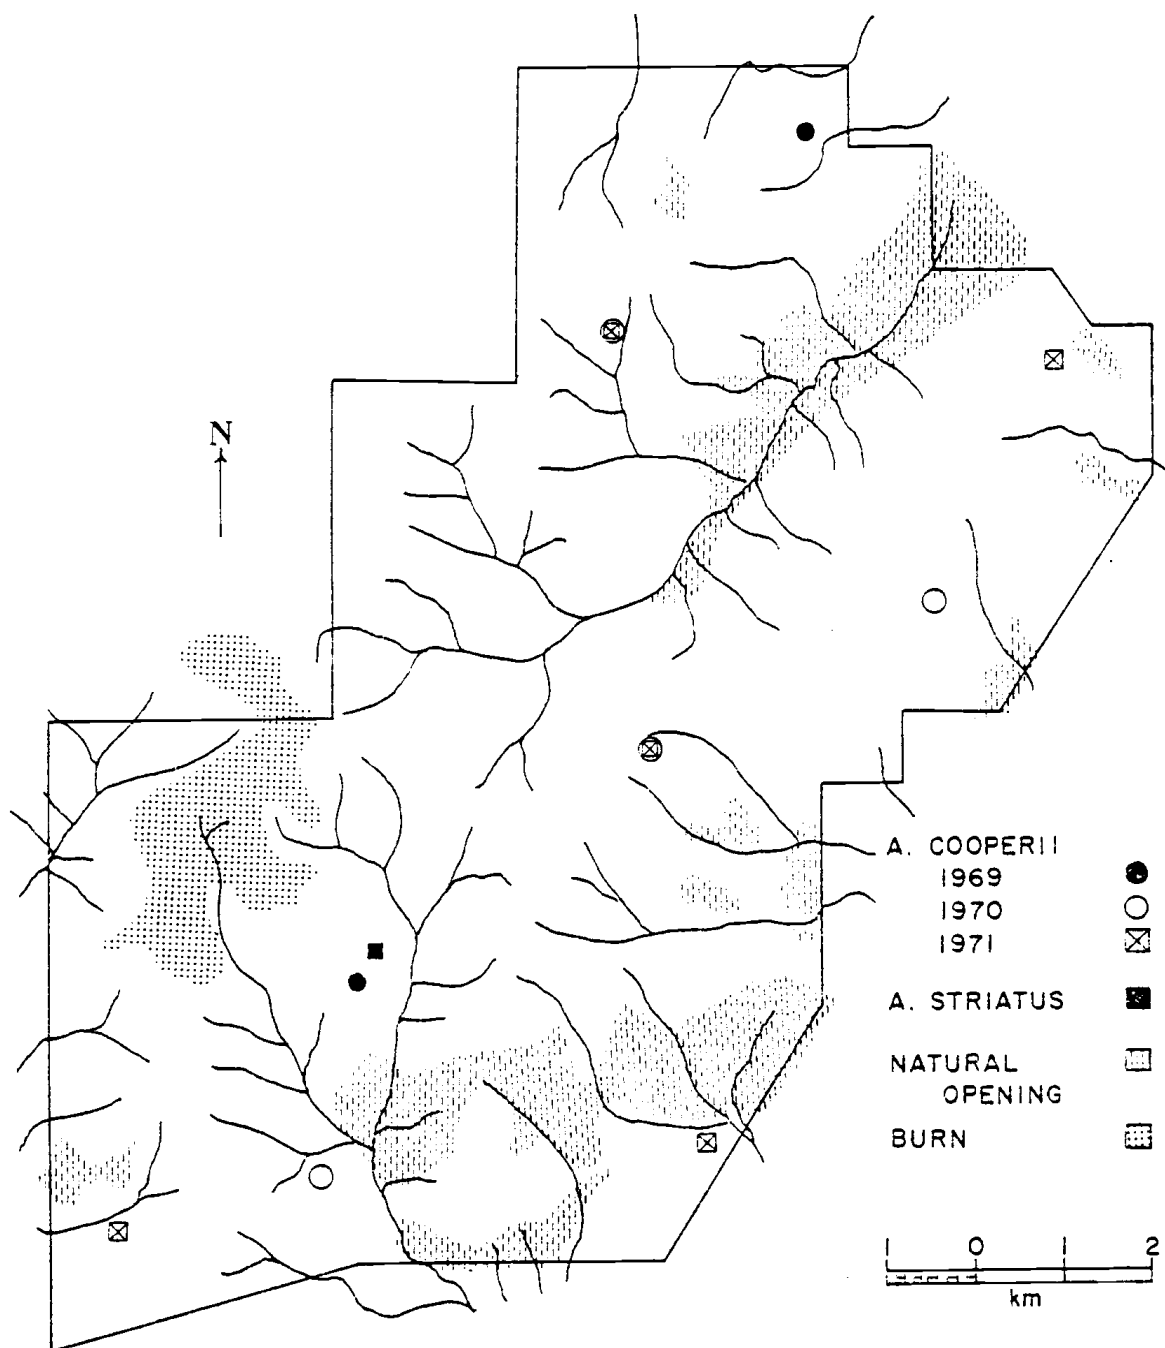 N
A. COOPERII
1969
1970
1971
A. STRIATUS
NATURAL
OPENING
BURN
1 0 1 2
km